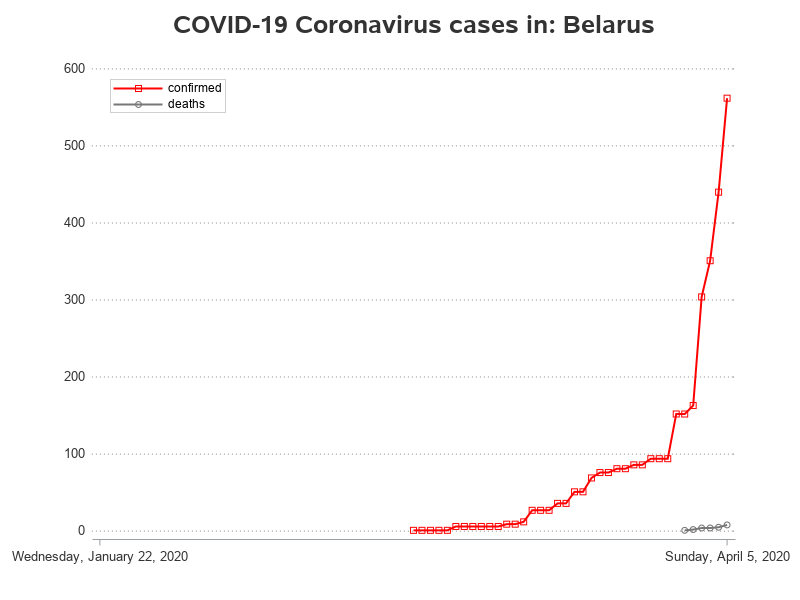 COVID-19 Coronavirus cases in: Belarus
600
confirmed
deaths
500
400
300
200
100
0
Wednesday, January 22, 2020 Sunday, April 5, 2020